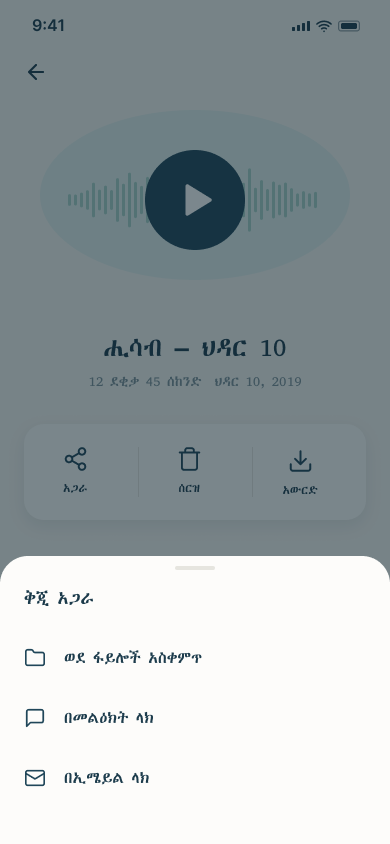 9:41
ሒሳብ – ህዳር 10
12 ደቂቃ 45 ሰከንድ ህዳር 10, 2019
አጋራ
ሰርዝ
አውርድ
ቅጂ አጋራ
ወደ ፋይሎች አስቀምጥ
በመልዕክት ላክ
በኢሜይል ላክ